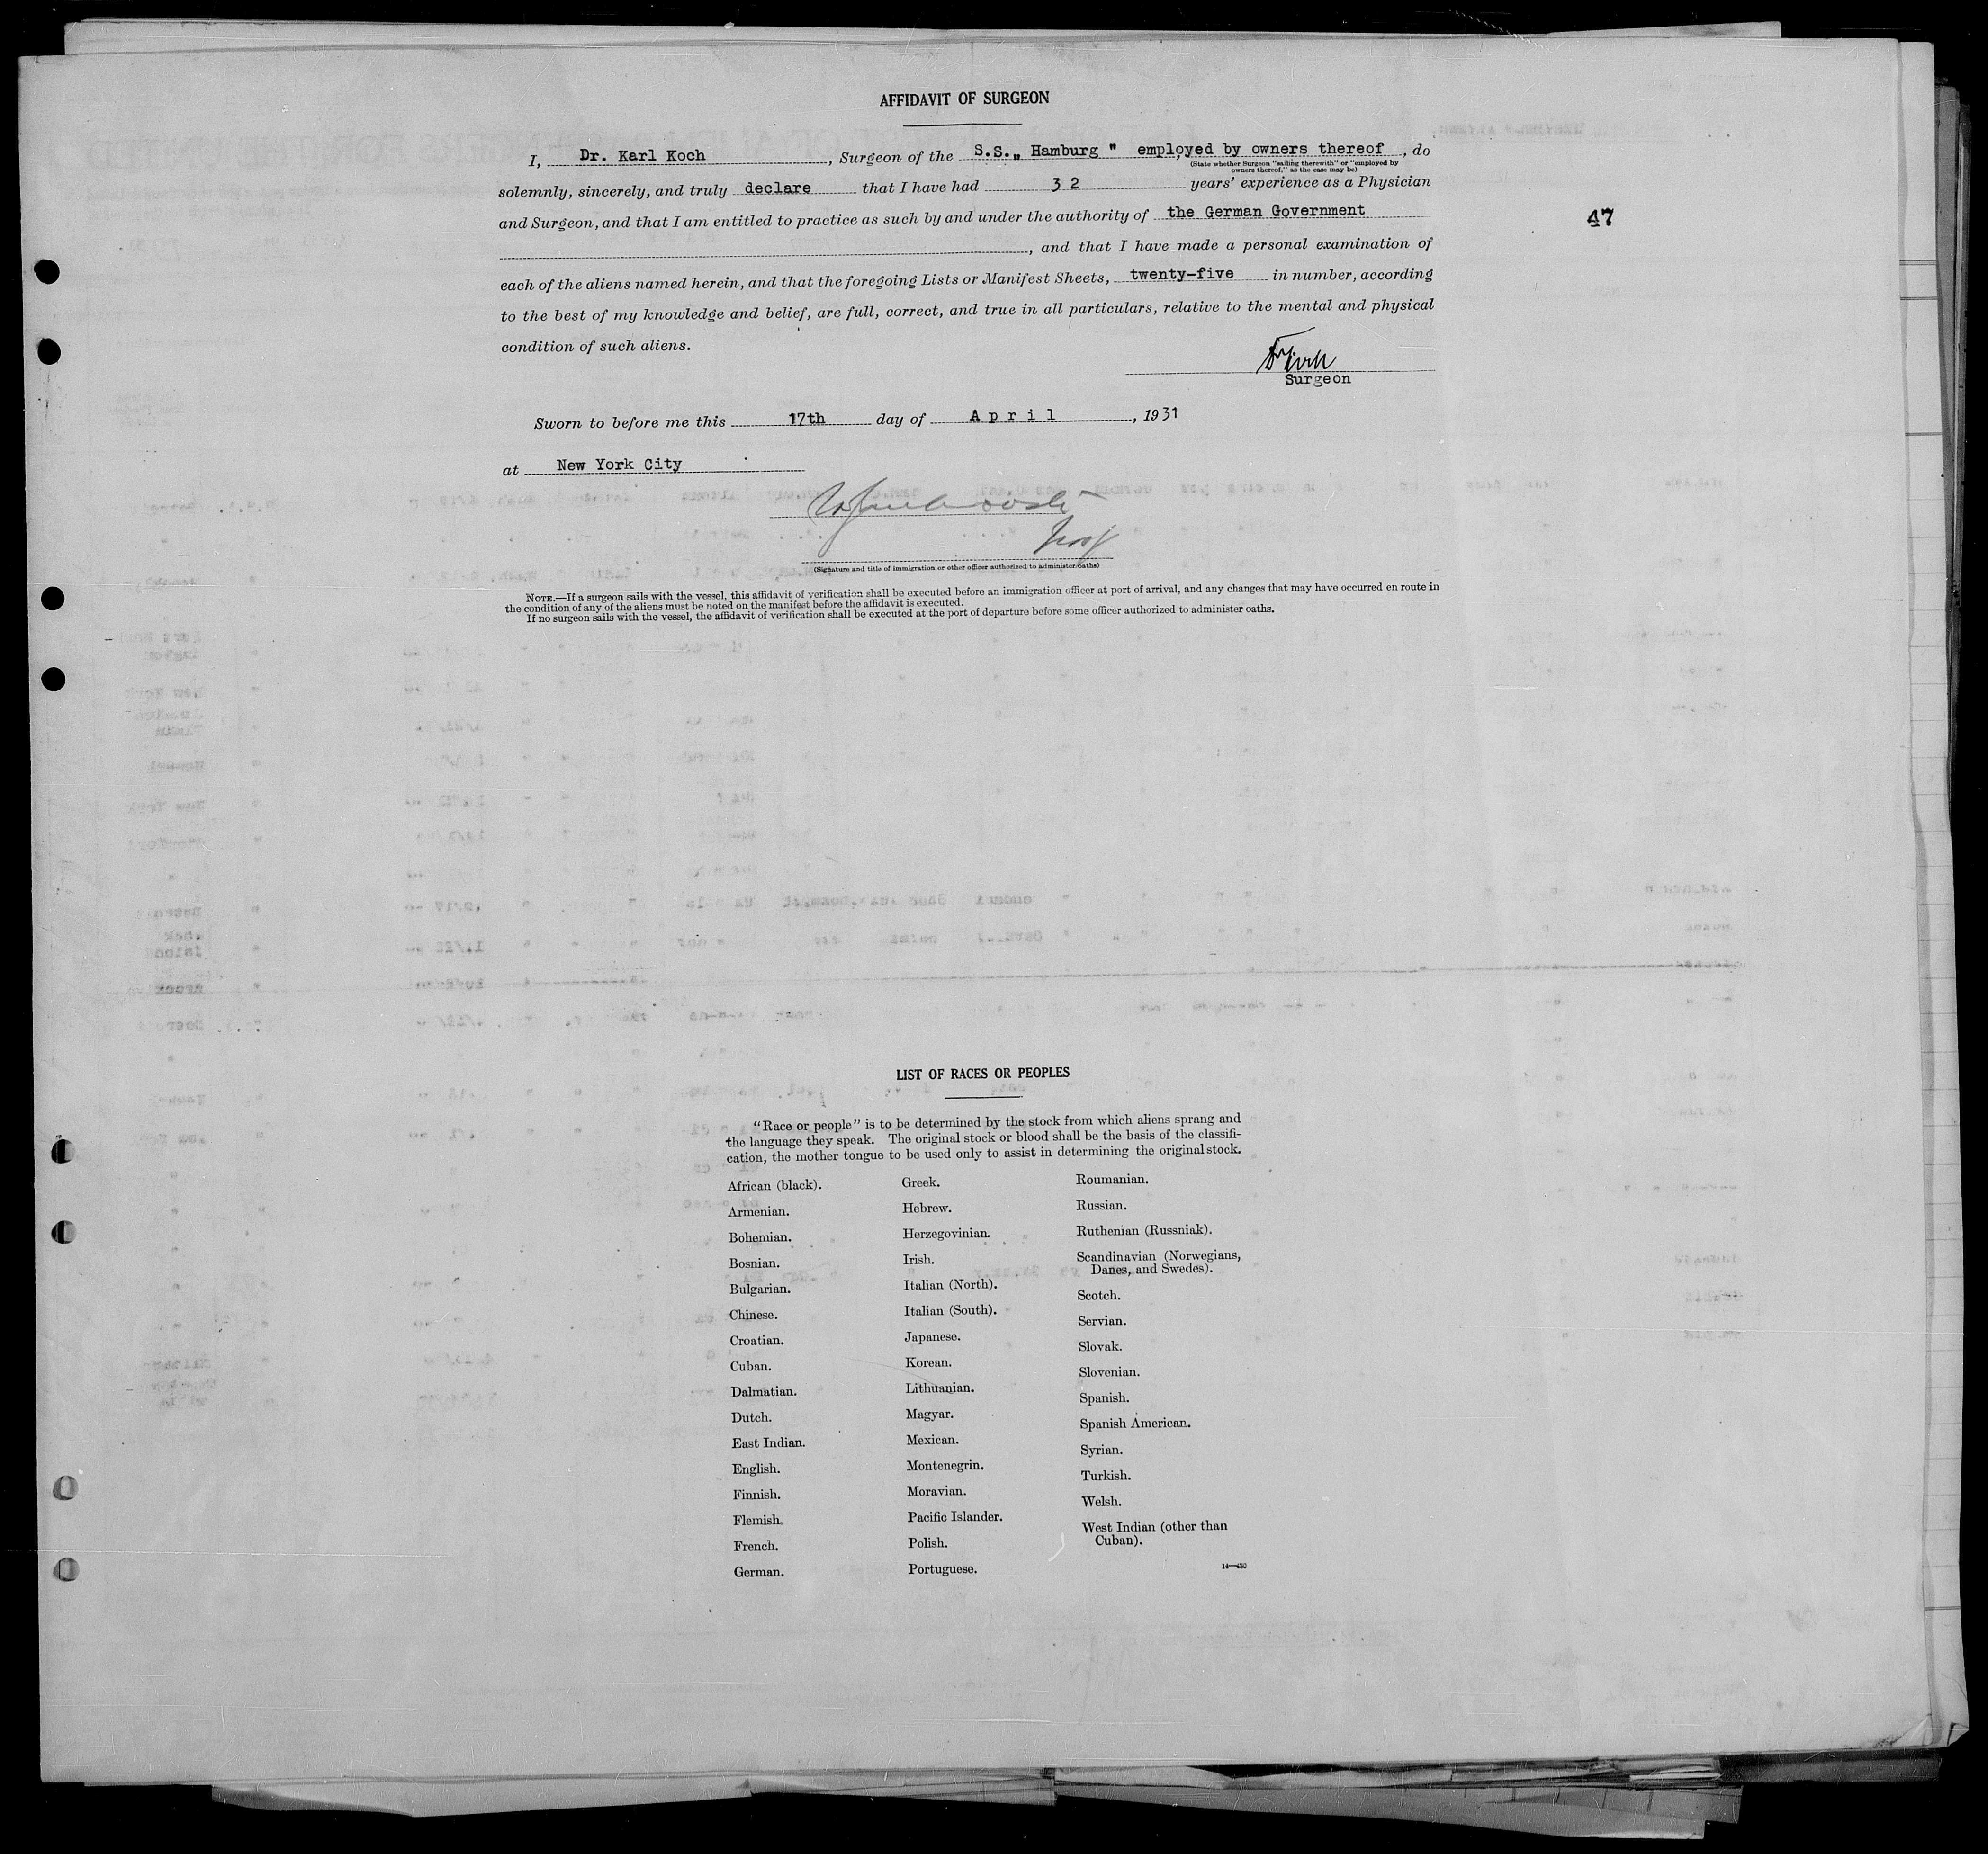 AFFIDAVIT OF SURGEON
I, Dr. Karl Koch, Surgeon of the S.S. „ Hamburg " employed by owners thereof, do
(State whether Surgeon "sailing therewith" or "employed by
owners thereof," as the case may be)
solemnly, sincerely, and truly declare that I have had 3 2 years' experience as a Physician
and Surgeon, and that I am entitled to practice as such by and under the authority of the German Government
47
, and that I have made a personal examination of
each of the aliens named herein, and that the foregoing Lists or Manifest Sheets, twenty-five in number, according
to the best of my knowledge and belief, are full, correct, and true in all particulars, relative to the mental and physical
condition of such aliens.
Surgeon
Sworn to before me this 17th day of April, 1931
at New York City
(Signature and title of immigration or other officer authorized to administer oaths)
NOTE.—If a surgeon sails with the vessel, this affidavit of verification shall be executed before an immigration officer at port of arrival, and any changes that may have occurred en route in
the condition of any of the aliens must be noted on the manifest before the affidavit is executed.
If no surgeon sails with the vessel, the affidavit of verification shall be executed at the port of departure before some officer authorized to administer oaths.
LIST OF RACES OR PEOPLES
"Race or people" is to be determined by the stock from which aliens sprang and
the language they speak. The original stock or blood shall be the basis of the classifi-
cation, the mother tongue to be used only to assist in determining the original stock.
African (black).
Armenian.
Bohemian.
Bosnian.
Bulgarian.
Chinese.
Croatian.
Cuban.
Dalmatian.
Dutch.
East Indian.
English.
Finnish.
Flemish.
French.
German.
Greek.
Hebrew.
Herzegovinian.
Irish.
Italian (North).
Italian (South).
Japanese.
Korean.
Lithuanian.
Magyar.
Mexican.
Montenegrin.
Moravian.
Pacific Islander.
Polish.
Portuguese.
Roumanian.
Russian.
Ruthenian (Russniak).
Scandinavian (Norwegians,
Danes, and Swedes).
Scotch.
Servian.
Slovak.
Slovenian.
Spanish.
Spanish American.
Syrian.
Turkish.
Welsh.
West Indian (other than
Cuban).
14—430